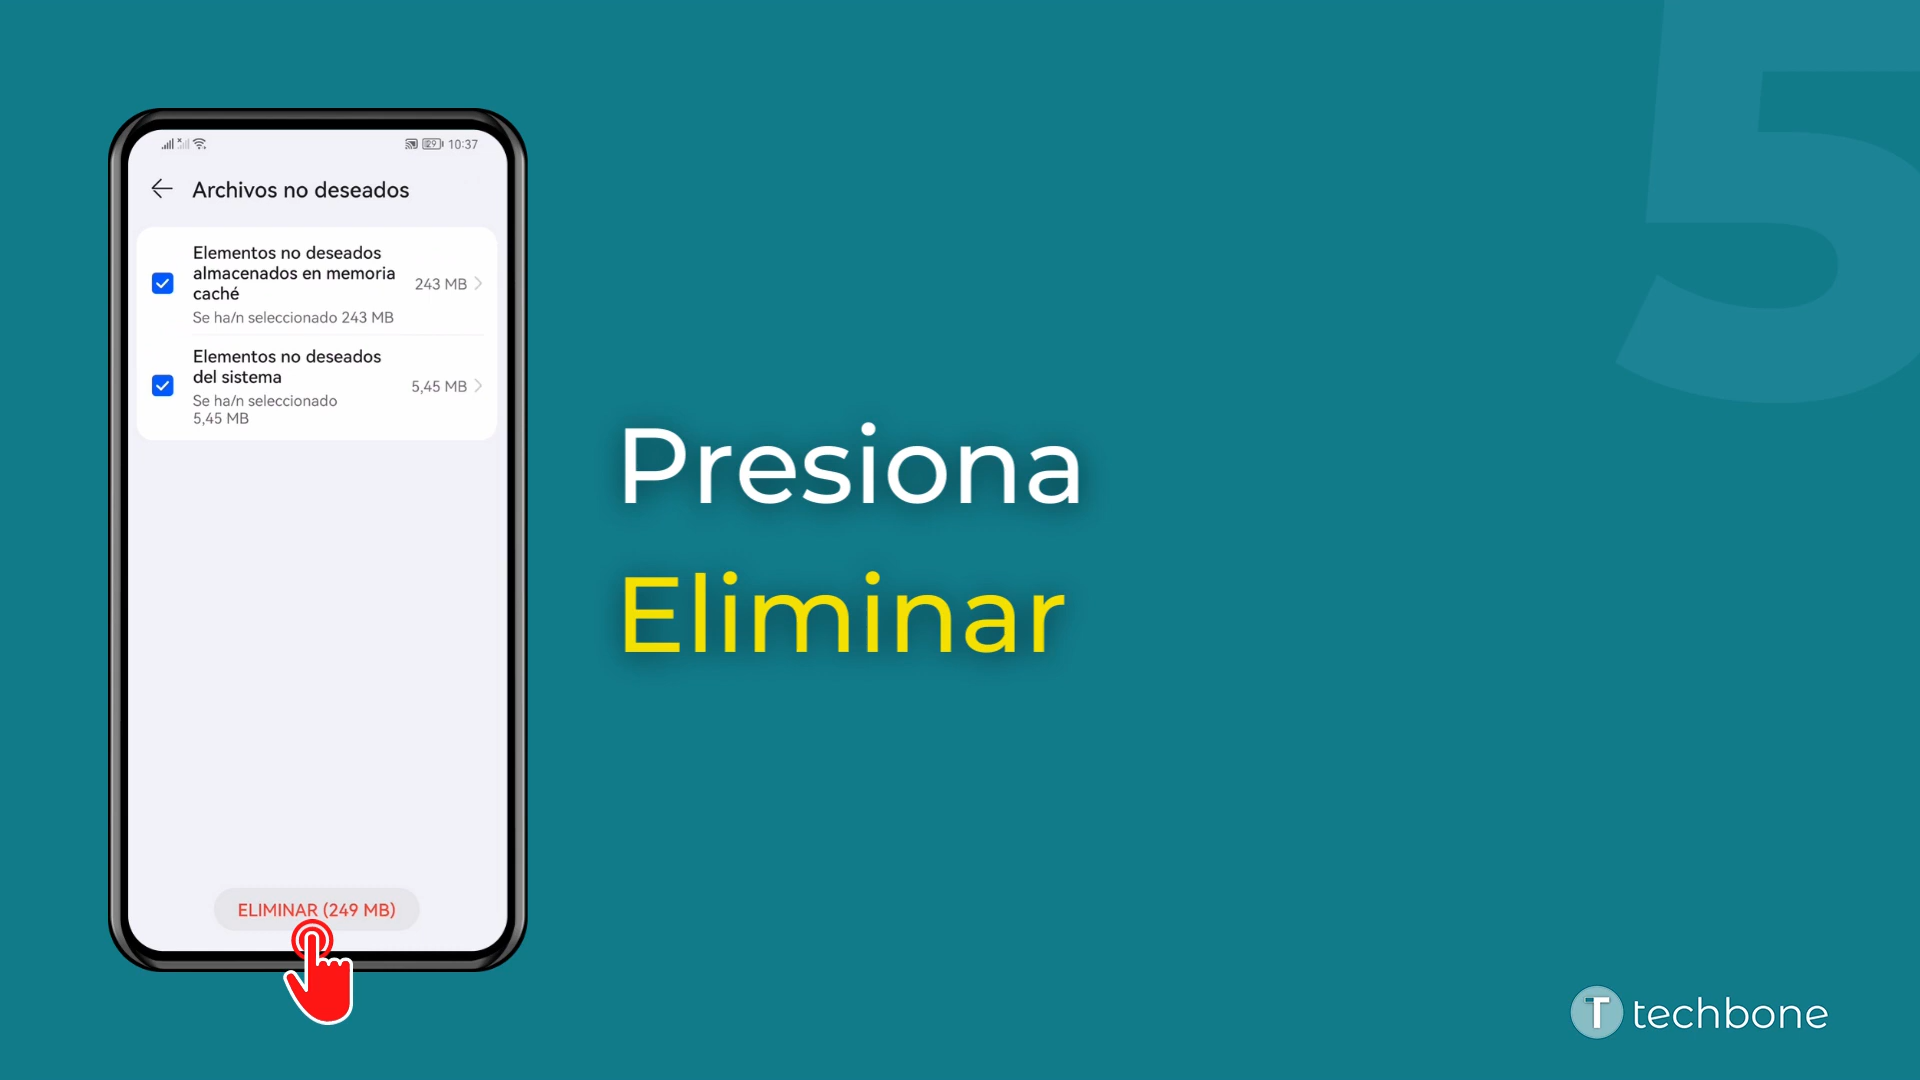 5
10:37
Archivos no deseados
Elementos no deseados
almacenados en memoria
caché
243 MB
Se ha/n seleccionado 243 MB
Elementos no deseados
del sistema
5,45 MB
Se ha/n seleccionado
5,45 MB
ELIMINAR (249 MB)
Presiona
Eliminar
T techbone